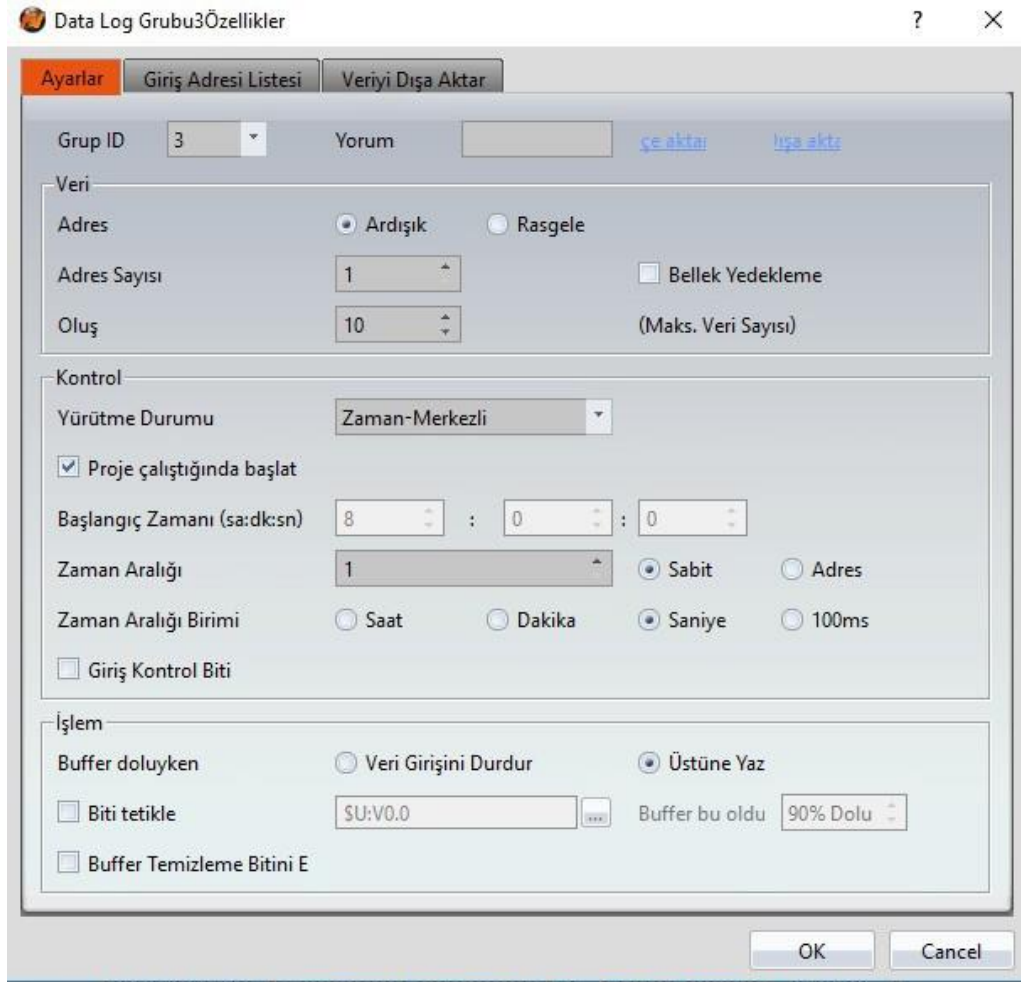 Data Log Grubu3Özellikler ?
Ayarlar Giriş Adresi Listesi Veriyi Dışa Aktar
Grup ID 3 Yorum çe aktar
Veri
Adres Ardışık Rasgele
Adres Sayısı 1 Bellek Yedekleme
Oluş 10 (Maks. Veri Sayısı)
Kontrol
Yürütme Durumu Zaman-Merkezli
Proje çalıştığında başlat
Başlangıç Zamanı (sa:dk:sn) 8 : 0 : 0
Zaman Aralığı 1 Sabit Adres
Zaman Aralığı Birimi Saat Dakika Saniye 100ms
Giriş Kontrol Biti
İşlem
Buffer doluyken Veri Girişini Durdur Üstüne Yaz
Biti tetikle $U:V0.0 ... Buffer bu oldu 90% Dolu
Buffer Temizleme Bitini E
OK Cancel